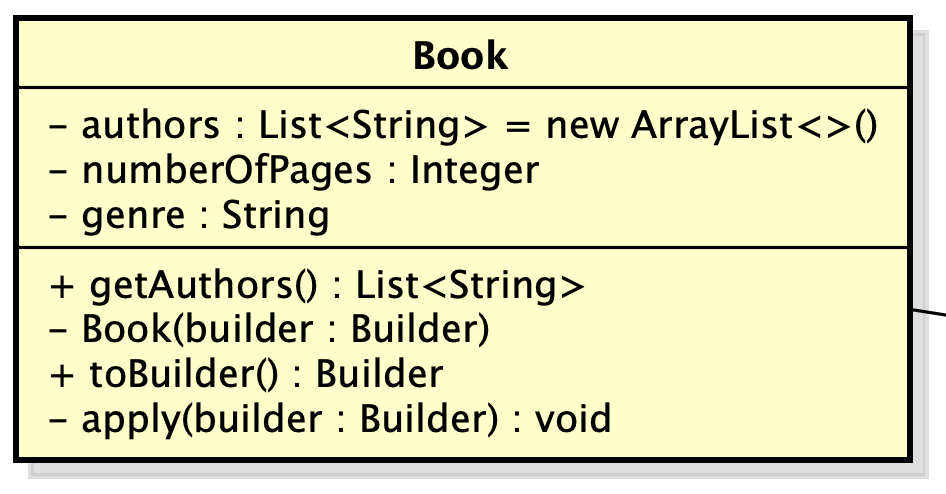 Book
- authors : List<String> = new ArrayList<>()
- numberOfPages : Integer
- genre : String
+ getAuthors() : List<String>
- Book(builder : Builder)
+ toBuilder() : Builder
- apply(builder : Builder) : void